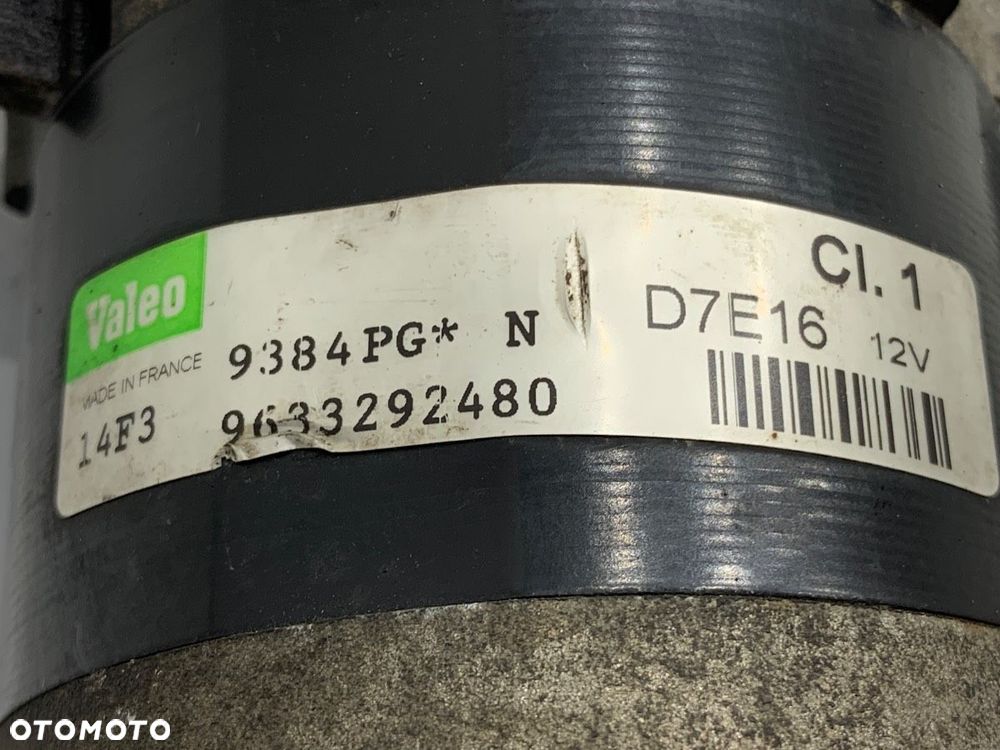 Valeo
MADE IN FRANCE
14F3
9384PG* N
9633292480
Cl. 1
D7E16 12V
OTOMOTO